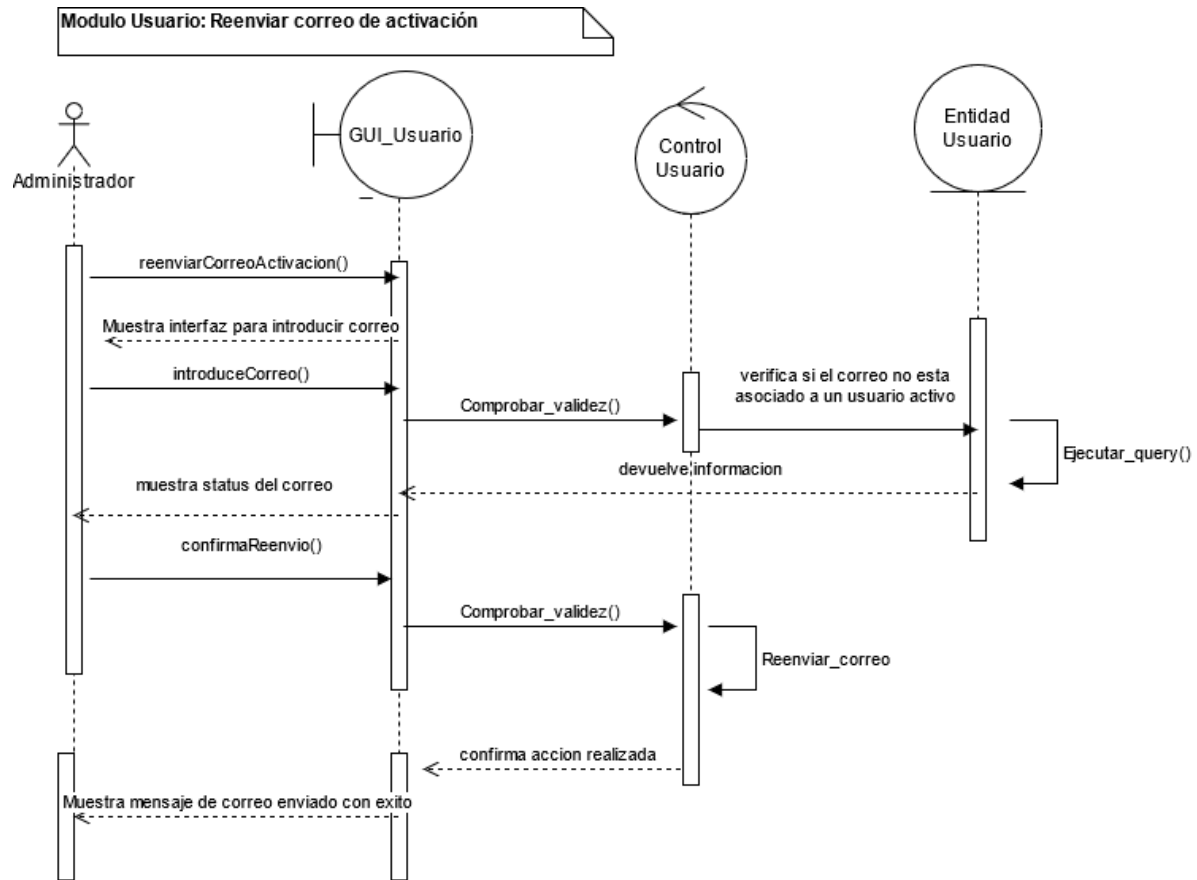 Modulo Usuario: Reenviar correo de activación
Administrador
GUI_Usuario
Control
Usuario
Entidad
Usuario
reenviarCorreoActivacion()
Muestra interfaz para introducir correo
introduceCorreo()
Comprobar_validez()
verifica si el correo no esta
asociado a un usuario activo
Ejecutar_query()
devuelve informacion
muestra status del correo
confirmaReenvio()
Comprobar_validez()
Reenviar_correo
confirma accion realizada
Muestra mensaje de correo enviado con exito